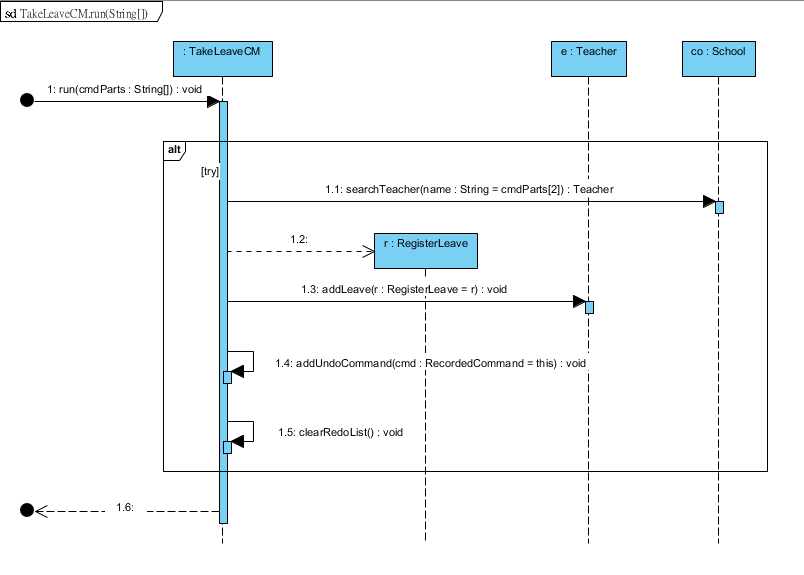 sd TakeLeaveCM.run(String[])
: TakeLeaveCM
e : Teacher
co : School
1: run(cmdParts : String[]) : void
alt
[try]
1.1: searchTeacher(name : String = cmdParts[2]) : Teacher
1.2:
r : RegisterLeave
1.3: addLeave(r : RegisterLeave = r) : void
1.4: addUndoCommand(cmd : RecordedCommand = this) : void
1.5: clearRedoList() : void
1.6: